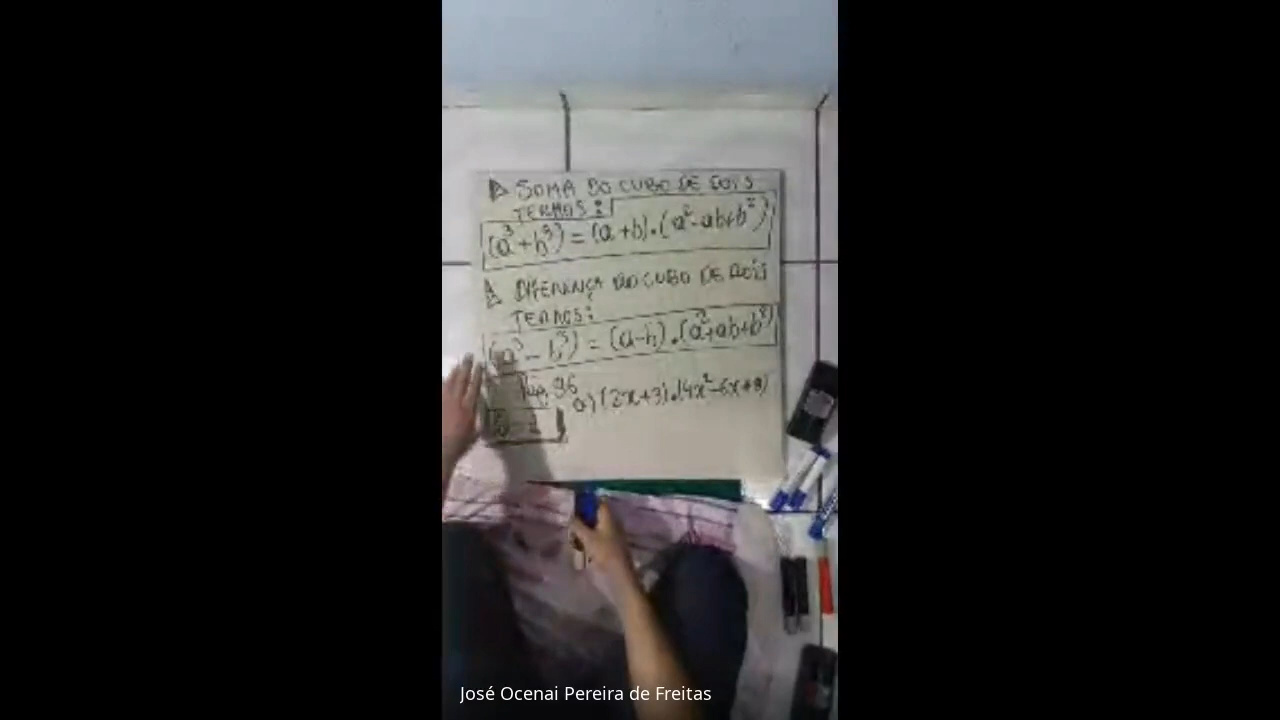 SOMA DO CUBO DE DOIS
TERMOS:
(a³+b³)=(a+b).(a²-ab+b²)
DIFERENÇA DO CUBO DE DOIS
TERMOS:
(a³-b³) = (a-b).(a²+ab+b²)
Pag. 96
a) (2x+3).(4x²-6x+9)
José Ocenai Pereira de Freitas